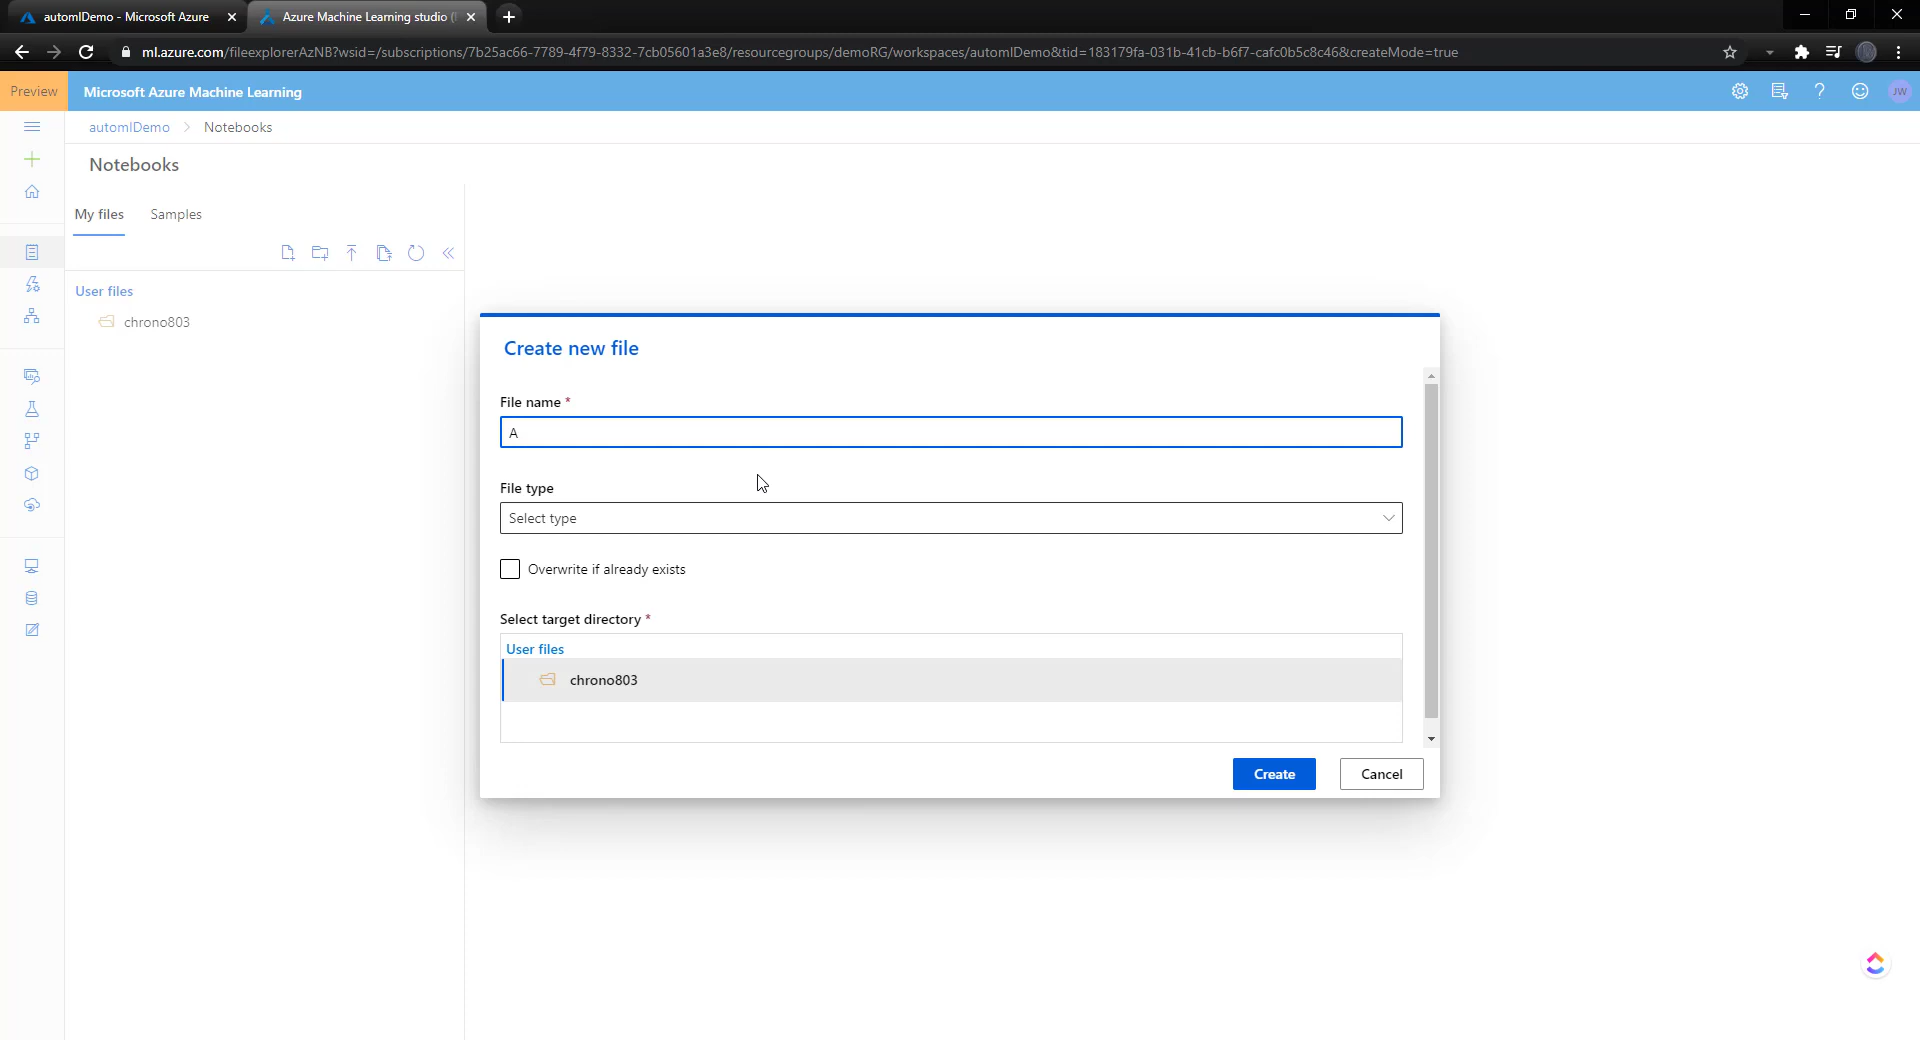 automlDemo - Microsoft Azure
Azure Machine Learning studio (
ml.azure.com/fileexplorerAzNB?wsid=/subscriptions/7b25ac66-7789-4f79-8332-7cb05601a3e8/resourcegroups/demoRG/workspaces/automlDemo&tid=183179fa-031b-41cb-b6f7-cafc0b5c8c46&createMode=true
Preview
Microsoft Azure Machine Learning
JW
automlDemo > Notebooks
Notebooks
My files
Samples
User files
chrono803
Create new file
File name *
A
File type
Select type
Overwrite if already exists
Select target directory *
User files
chrono803
Create
Cancel